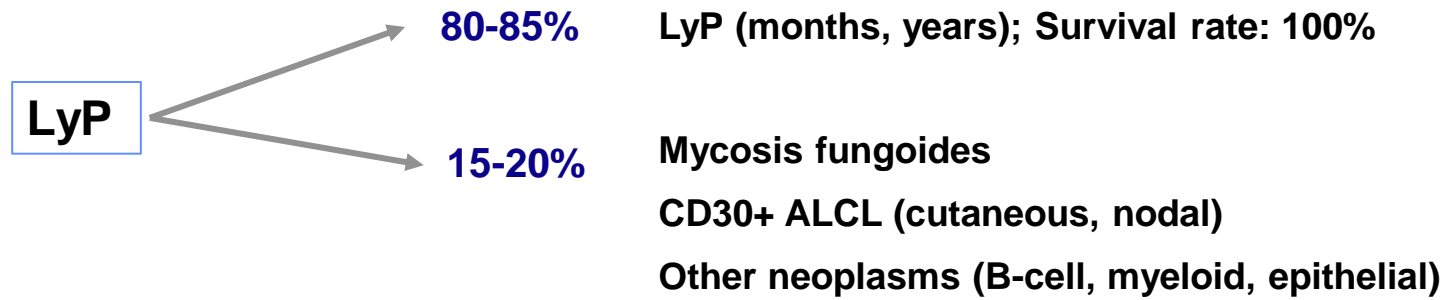 80-85% LyP (months, years); Survival rate: 100%
LyP
15-20% Mycosis fungoides
CD30+ ALCL (cutaneous, nodal)
Other neoplasms (B-cell, myeloid, epithelial)